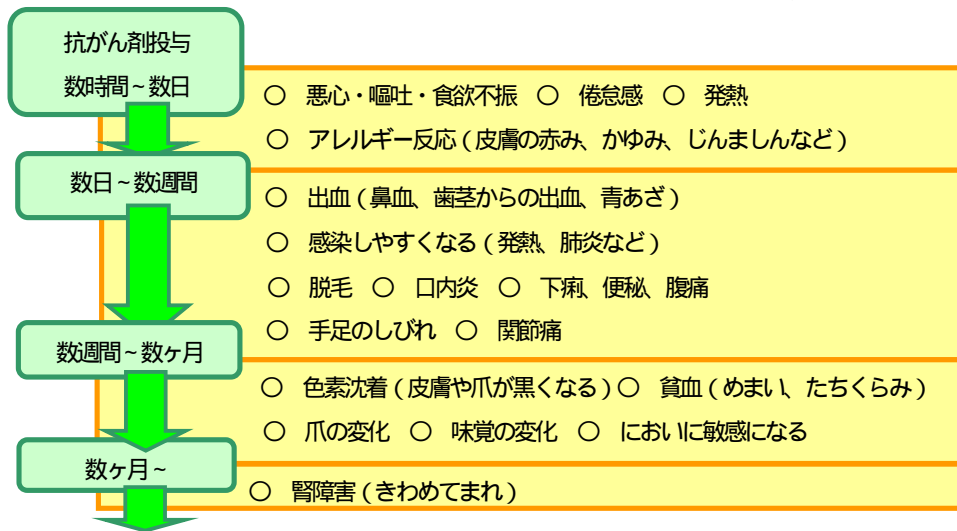 抗がん剤投与
数時間～数日
○ 悪心・嘔吐・食欲不振 ○ 倦怠感 ○ 発熱
○ アレルギー反応（皮膚の赤み、かゆみ、じんましんなど）
数日～数週間
○ 出血（鼻血、歯茎からの出血、青あざ）
○ 感染しやすくなる（発熱、肺炎など）
○ 脱毛 ○ 口内炎 ○ 下痢、便秘、腹痛
○ 手足のしびれ ○ 関節痛
数週間～数ヶ月
○ 色素沈着（皮膚や爪が黒くなる）○ 貧血（めまい、たちくらみ）
○ 爪の変化 ○ 味覚の変化 ○ においに敏感になる
数ヶ月～
○ 腎障害（きわめてまれ）